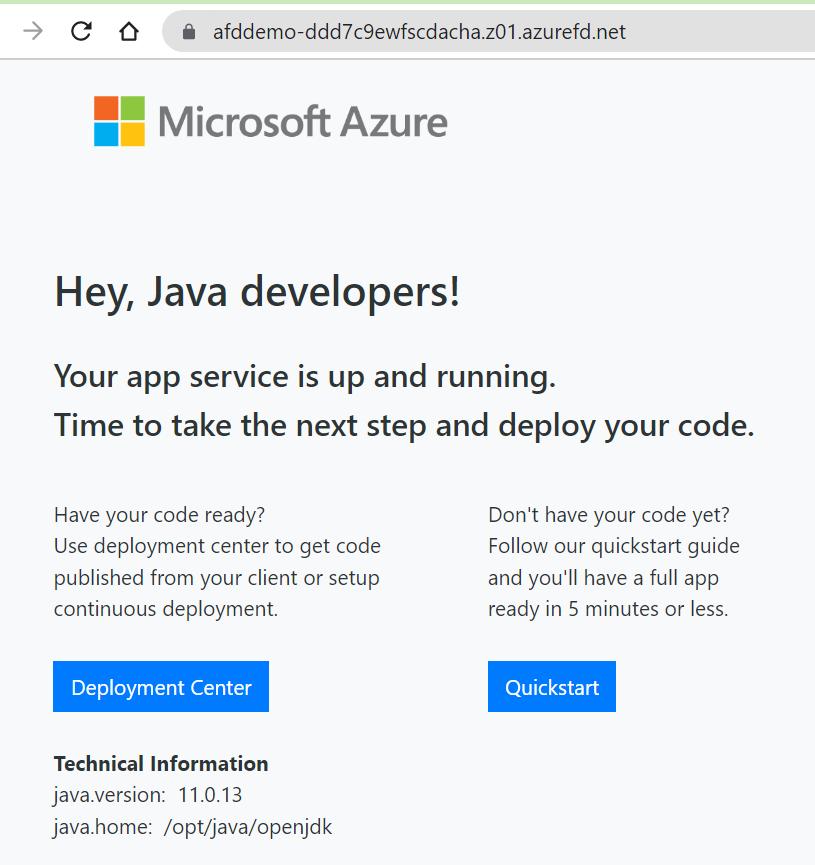 afddemo-ddd7c9ewfscdacha.z01.azurefd.net
Microsoft Azure
Hey, Java developers!
Your app service is up and running.
Time to take the next step and deploy your code.
Have your code ready?
Use deployment center to get code
published from your client or setup
continuous deployment.
Deployment Center
Don't have your code yet?
Follow our quickstart guide
and you'll have a full app
ready in 5 minutes or less.
Quickstart
Technical Information
java.version: 11.0.13
java.home: /opt/java/openjdk